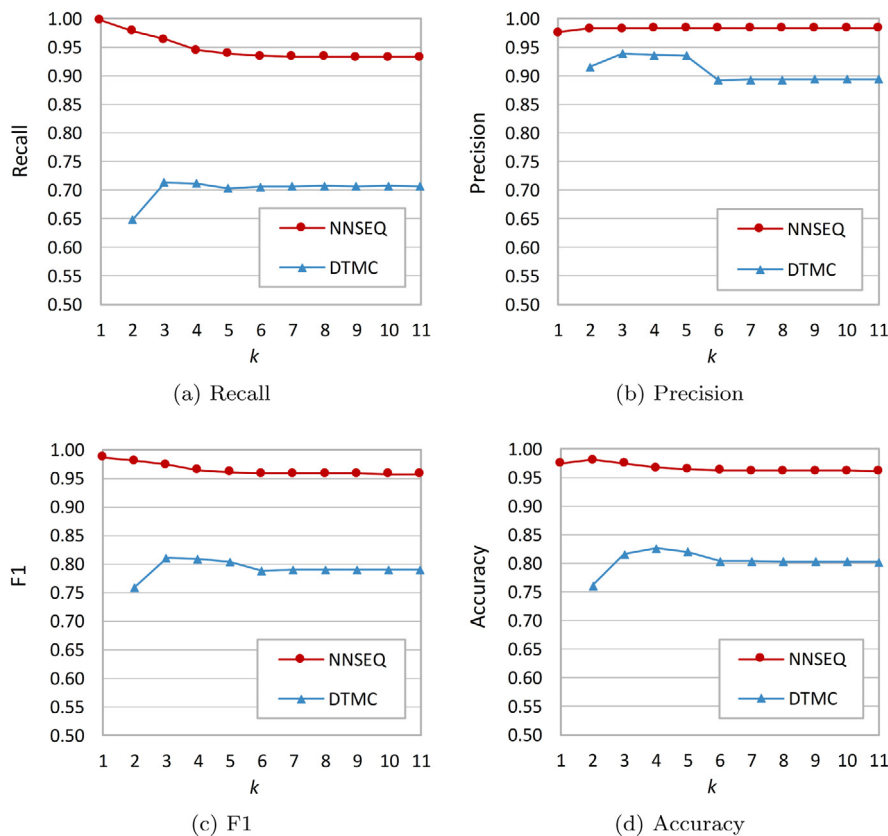 1.00
0.95
0.90
0.85
0.80
0.75
0.70
0.65
0.60
0.55
0.50
Recall
NNSEQ
DTMC
1 2 3 4 5 6 7 8 9 10 11
k
(a) Recall
1.00
0.95
0.90
0.85
0.80
0.75
0.70
0.65
0.60
0.55
0.50
Precision
NNSEQ
DTMC
1 2 3 4 5 6 7 8 9 10 11
k
(b) Precision
1.00
0.95
0.90
0.85
0.80
0.75
0.70
0.65
0.60
0.55
0.50
F1
NNSEQ
DTMC
1 2 3 4 5 6 7 8 9 10 11
k
(c) F1
1.00
0.95
0.90
0.85
0.80
0.75
0.70
0.65
0.60
0.55
0.50
Accuracy
NNSEQ
DTMC
1 2 3 4 5 6 7 8 9 10 11
k
(d) Accuracy